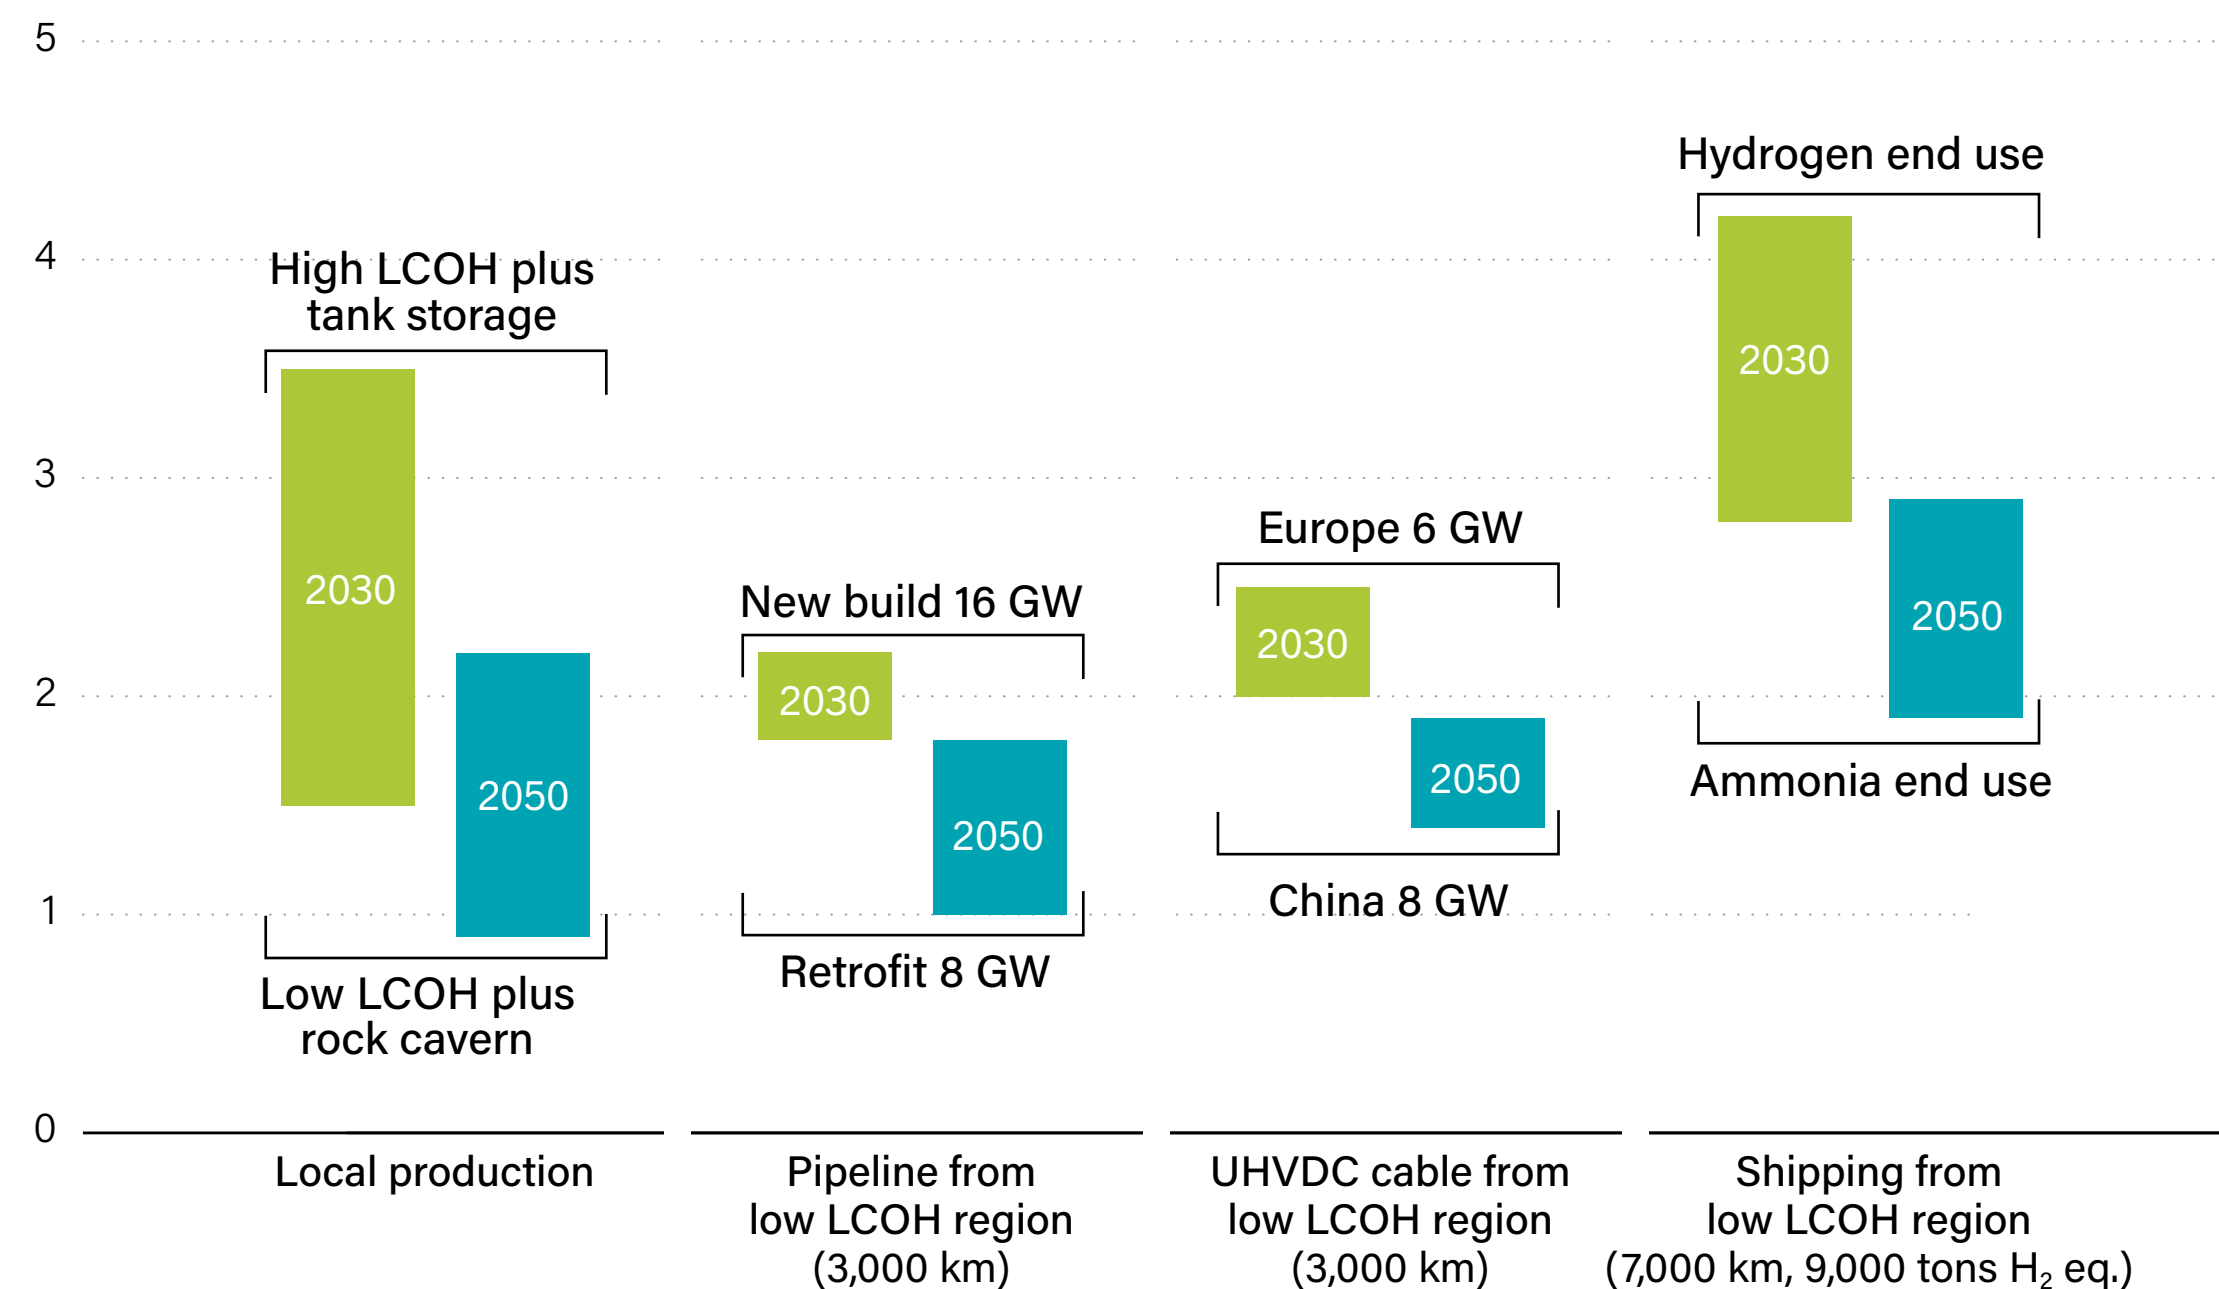 5
4
3
2
1
0
High LCOH plus
tank storage
2030
2050
Low LCOH plus
rock cavern
Local production
New build 16 GW
2030
2050
Retrofit 8 GW
Pipeline from
low LCOH region
(3,000 km)
Europe 6 GW
2030
2050
China 8 GW
UHVDC cable from
low LCOH region
(3,000 km)
Hydrogen end use
2030
2050
Ammonia end use
Shipping from
low LCOH region
(7,000 km, 9,000 tons H₂ eq.)